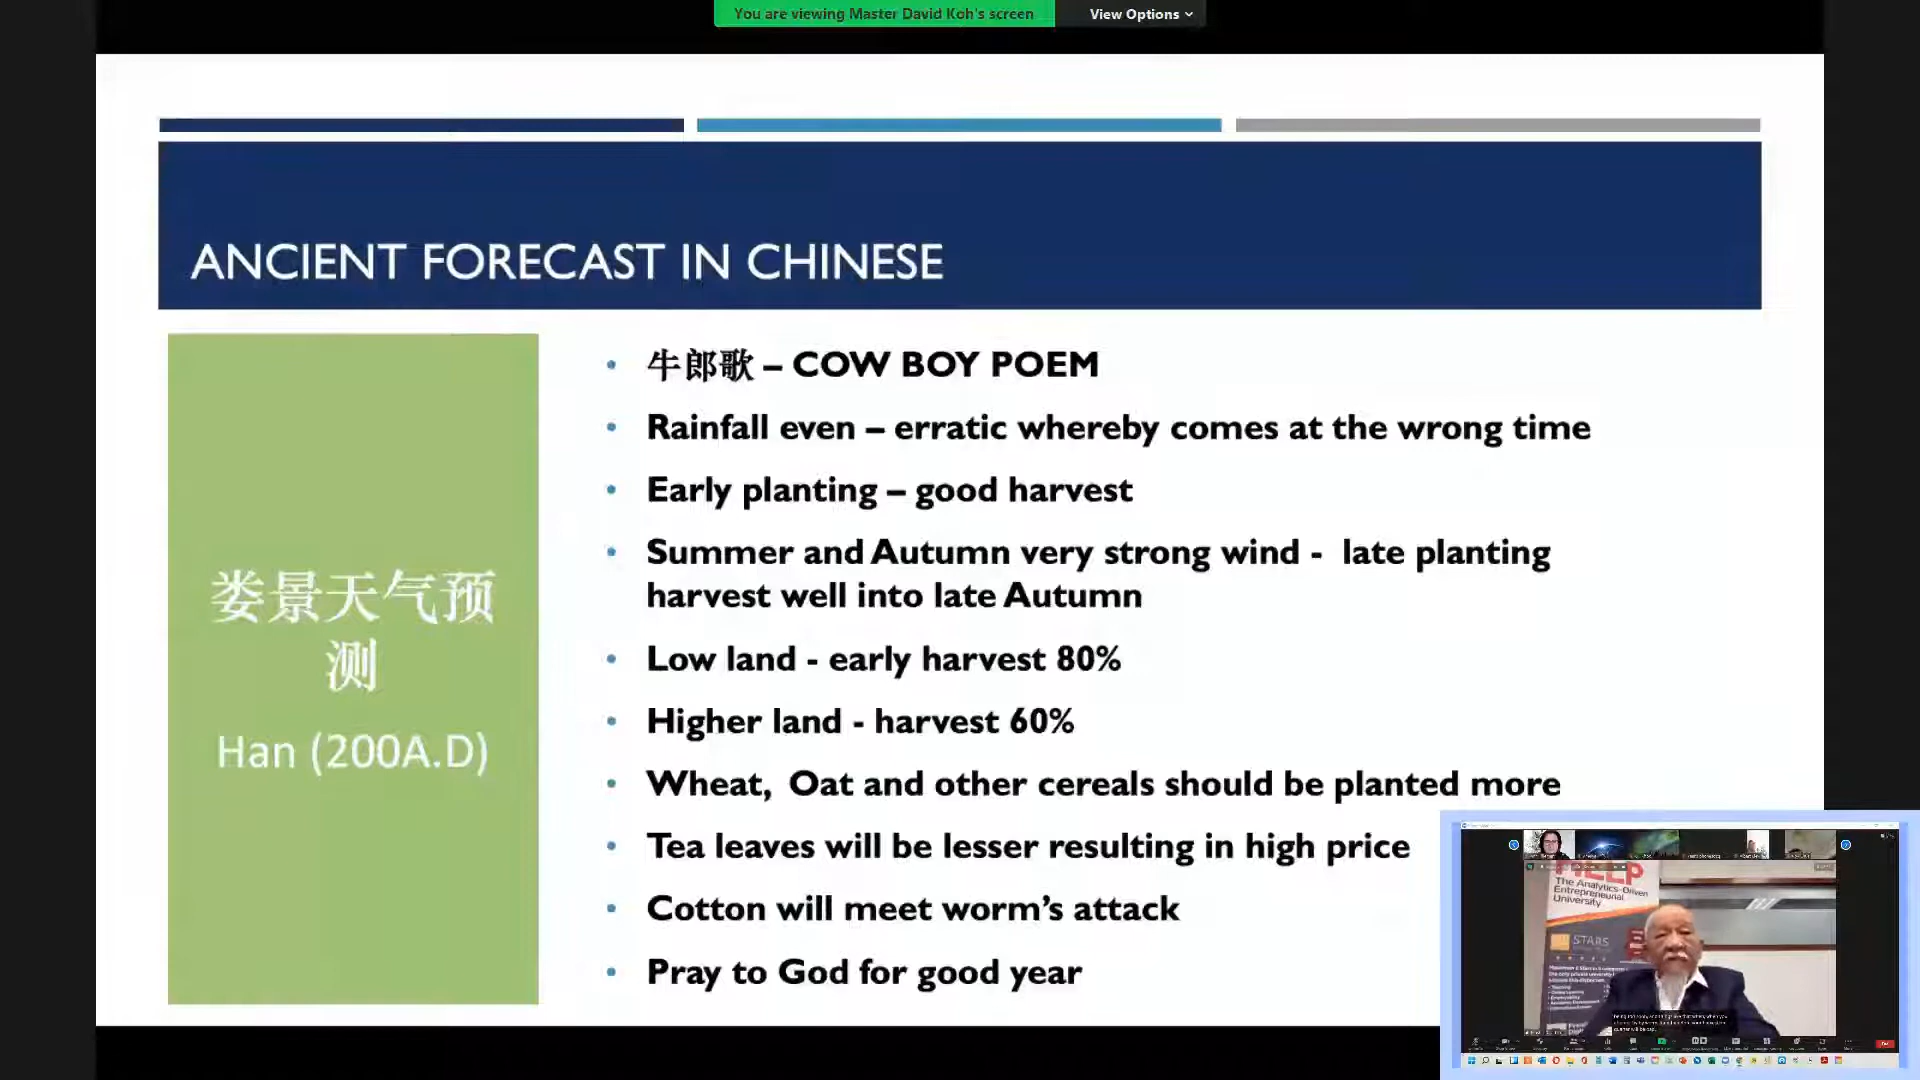 You are viewing Master David Koh's screen
View Options
ANCIENT FORECAST IN CHINESE
娄景天气预
测
Han (200A.D)
• 牛郎歌 – COW BOY POEM
• Rainfall even – erratic whereby comes at the wrong time
• Early planting – good harvest
• Summer and Autumn very strong wind - late planting
harvest well into late Autumn
• Low land - early harvest 80%
• Higher land - harvest 60%
• Wheat, Oat and other cereals should be planted more
• Tea leaves will be lesser resulting in high price
• Cotton will meet worm's attack
• Pray to God for good year
HELP
The Analytics-Driven
Entrepreneurial
University
STARS